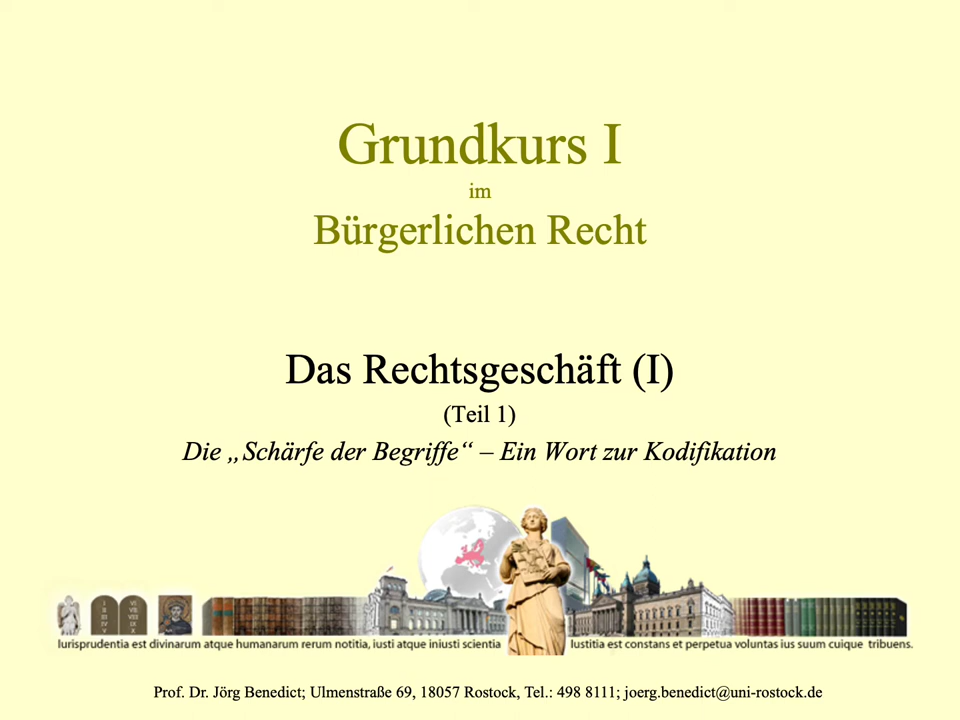 Grundkurs I
im
Bürgerlichen Recht
Das Rechtsgeschäft (I)
(Teil 1)
Die „Schärfe der Begriffe“ – Ein Wort zur Kodifikation
Iurisprudentia est divinarum atque humanarum rerum notitia, iusti atque iniusti scientia
Iustitia est constans et perpetua voluntas ius suum cuique tribuens.
Prof. Dr. Jörg Benedict; Ulmenstraße 69, 18057 Rostock, Tel.: 498 8111; joerg.benedict@uni-rostock.de